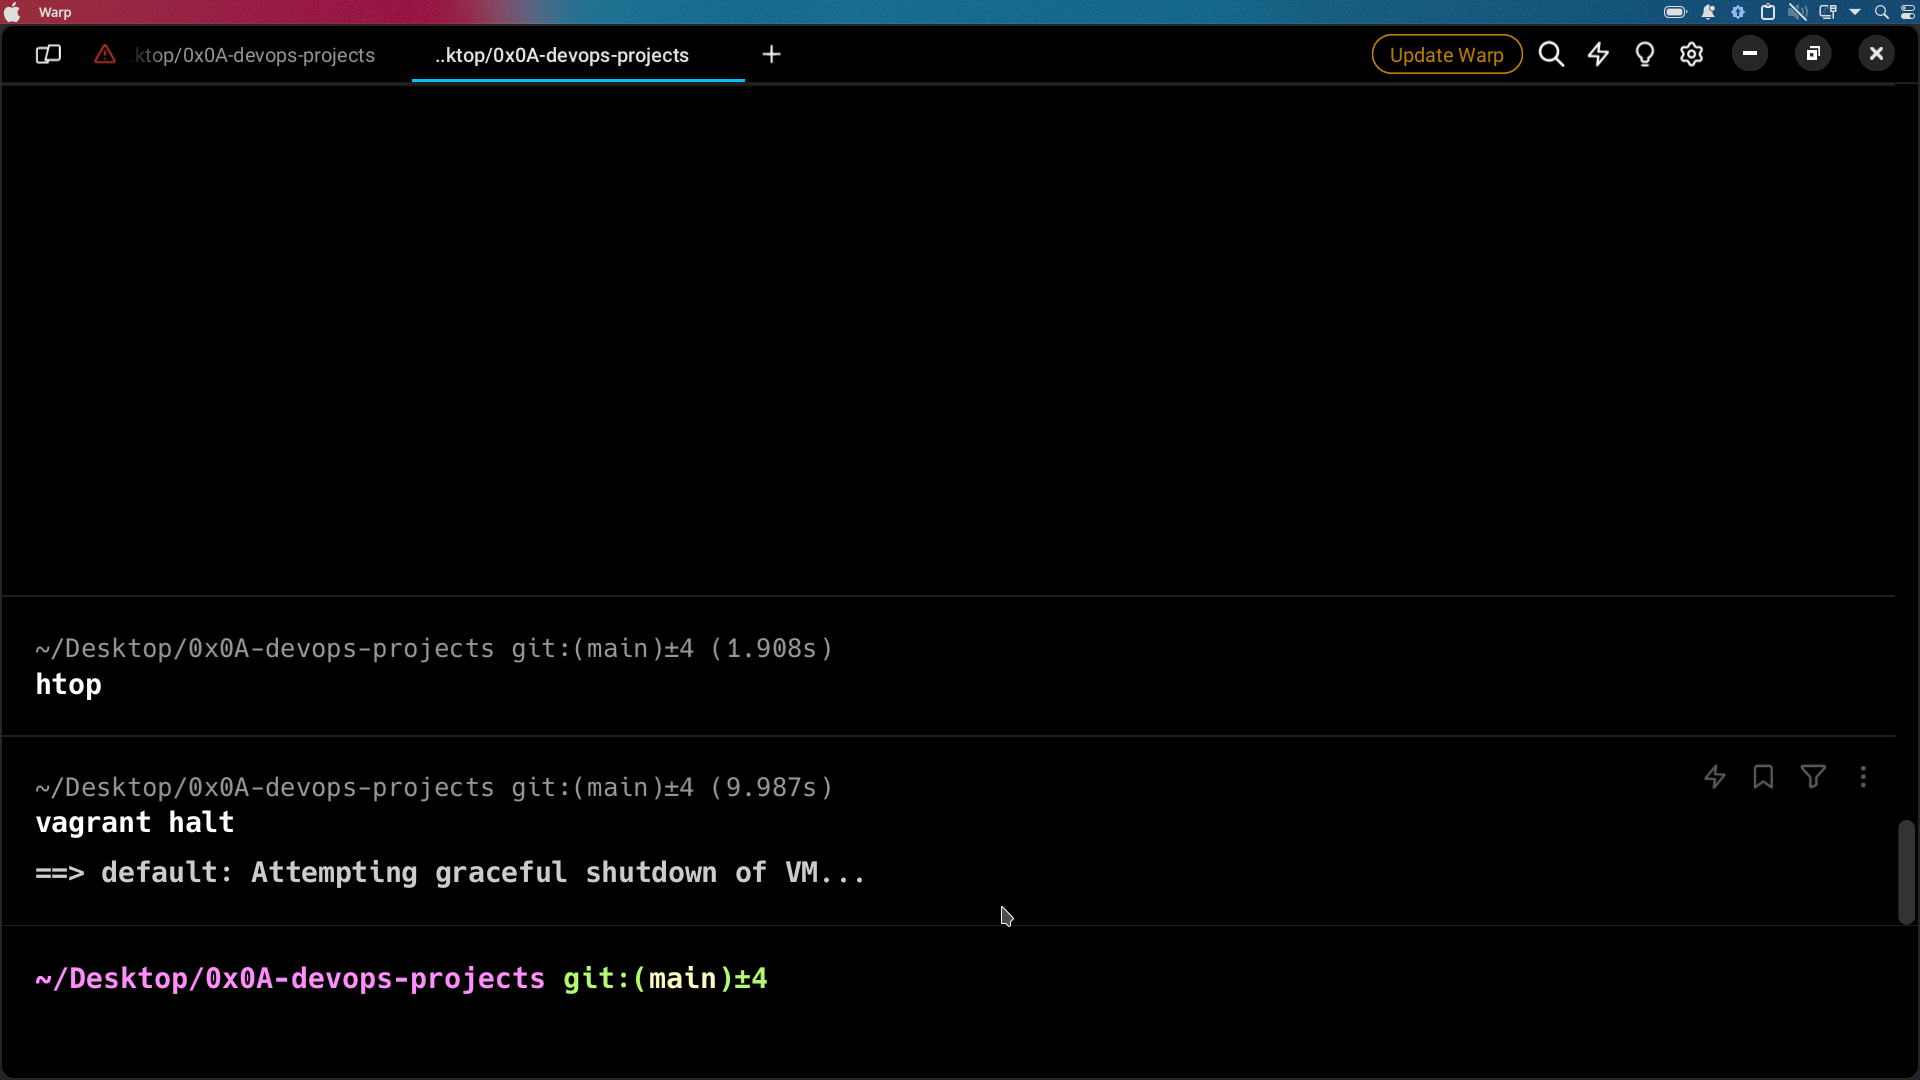 Warp
ktop/0x0A-devops-projects
..ktop/0x0A-devops-projects
Update Warp
~/Desktop/0x0A-devops-projects git:(main)±4 (1.908s)
htop
~/Desktop/0x0A-devops-projects git:(main)±4 (9.987s)
vagrant halt
==> default: Attempting graceful shutdown of VM...
~/Desktop/0x0A-devops-projects git:(main)±4